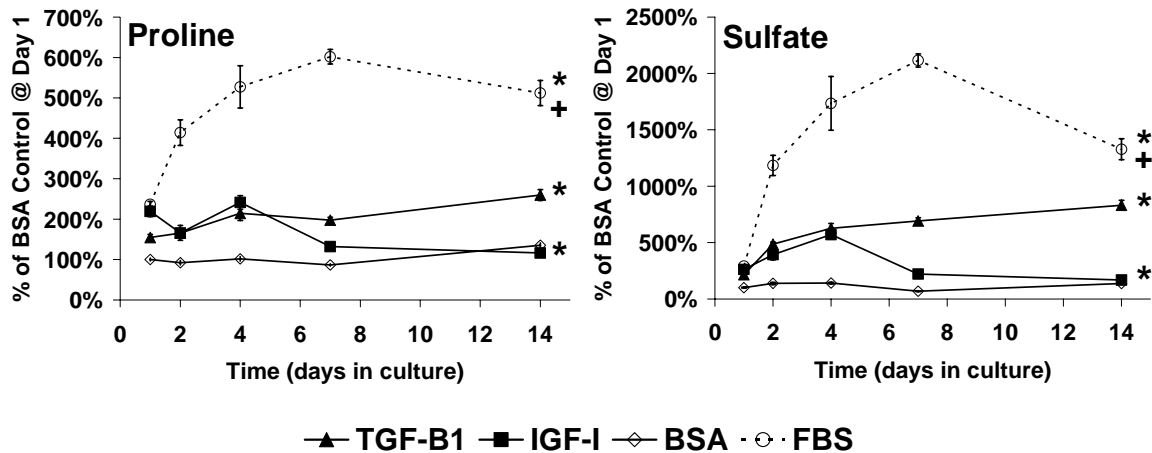 Proline
% of BSA Control @ Day 1
700%
600%
500%
400%
300%
200%
100%
0%
*
+
*
*
0 2 4 6 8 10 12 14
Time (days in culture)
Sulfate
% of BSA Control @ Day 1
2500%
2000%
1500%
1000%
500%
0%
*
+
*
*
0 2 4 6 8 10 12 14
Time (days in culture)
TGF-B1 IGF-I BSA FBS